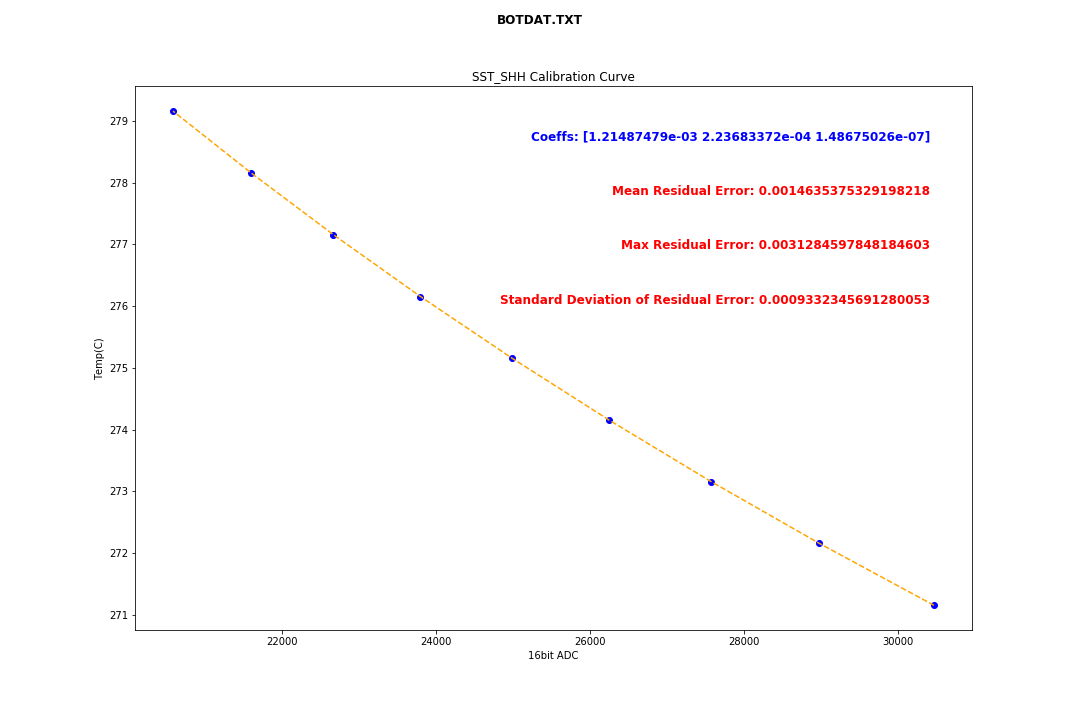 BOTDAT.TXT
SST_SHH Calibration Curve
Coeffs: [1.21487479e-03 2.23683372e-04 1.48675026e-07]
Mean Residual Error: 0.0014635375329198218
Max Residual Error: 0.0031284597848184603
Standard Deviation of Residual Error: 0.0009332345691280053
Temp(C)
279
278
277
276
275
274
273
272
271
22000 24000 26000 28000 30000
16bit ADC